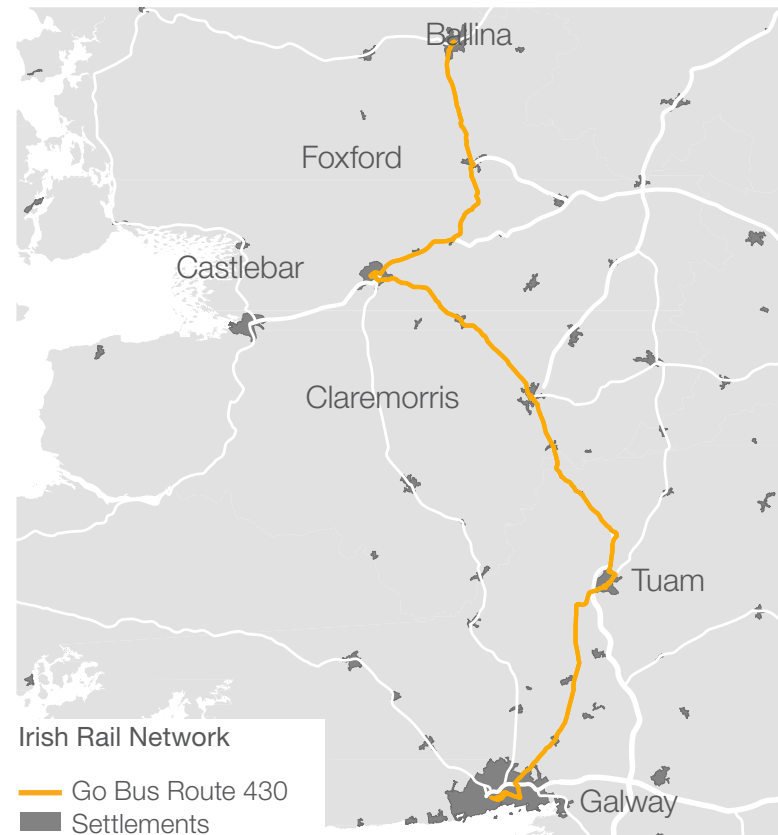 Ballina
Foxford
Castlebar
Claremorris
Tuam
Galway
Irish Rail Network
Go Bus Route 430
Settlements